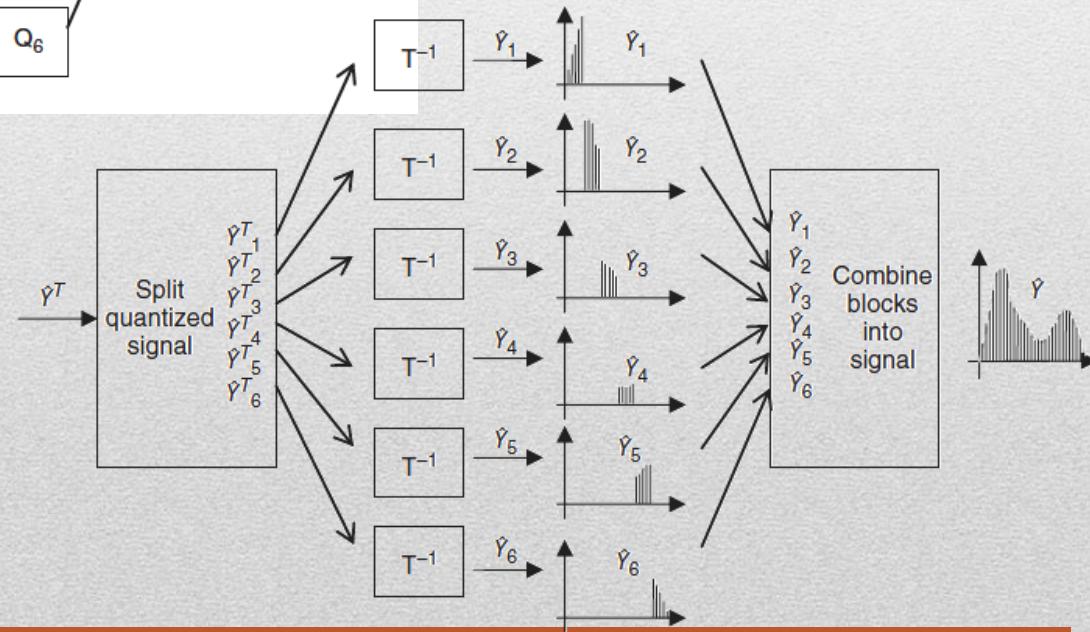 Q₆
Ŷᵀ
Split
quantized
signal
Ŷᵀ₁
Ŷᵀ₂
Ŷᵀ₃
Ŷᵀ₄
Ŷᵀ₅
Ŷᵀ₆
T⁻¹ Ŷ₁ Ŷ₁
T⁻¹ Ŷ₂ Ŷ₂
T⁻¹ Ŷ₃ Ŷ₃
T⁻¹ Ŷ₄ Ŷ₄
T⁻¹ Ŷ₅ Ŷ₅
T⁻¹ Ŷ₆ Ŷ₆
Ŷ₁
Ŷ₂
Ŷ₃
Ŷ₄
Ŷ₅
Ŷ₆
Combine
blocks
into
signal
Ŷ